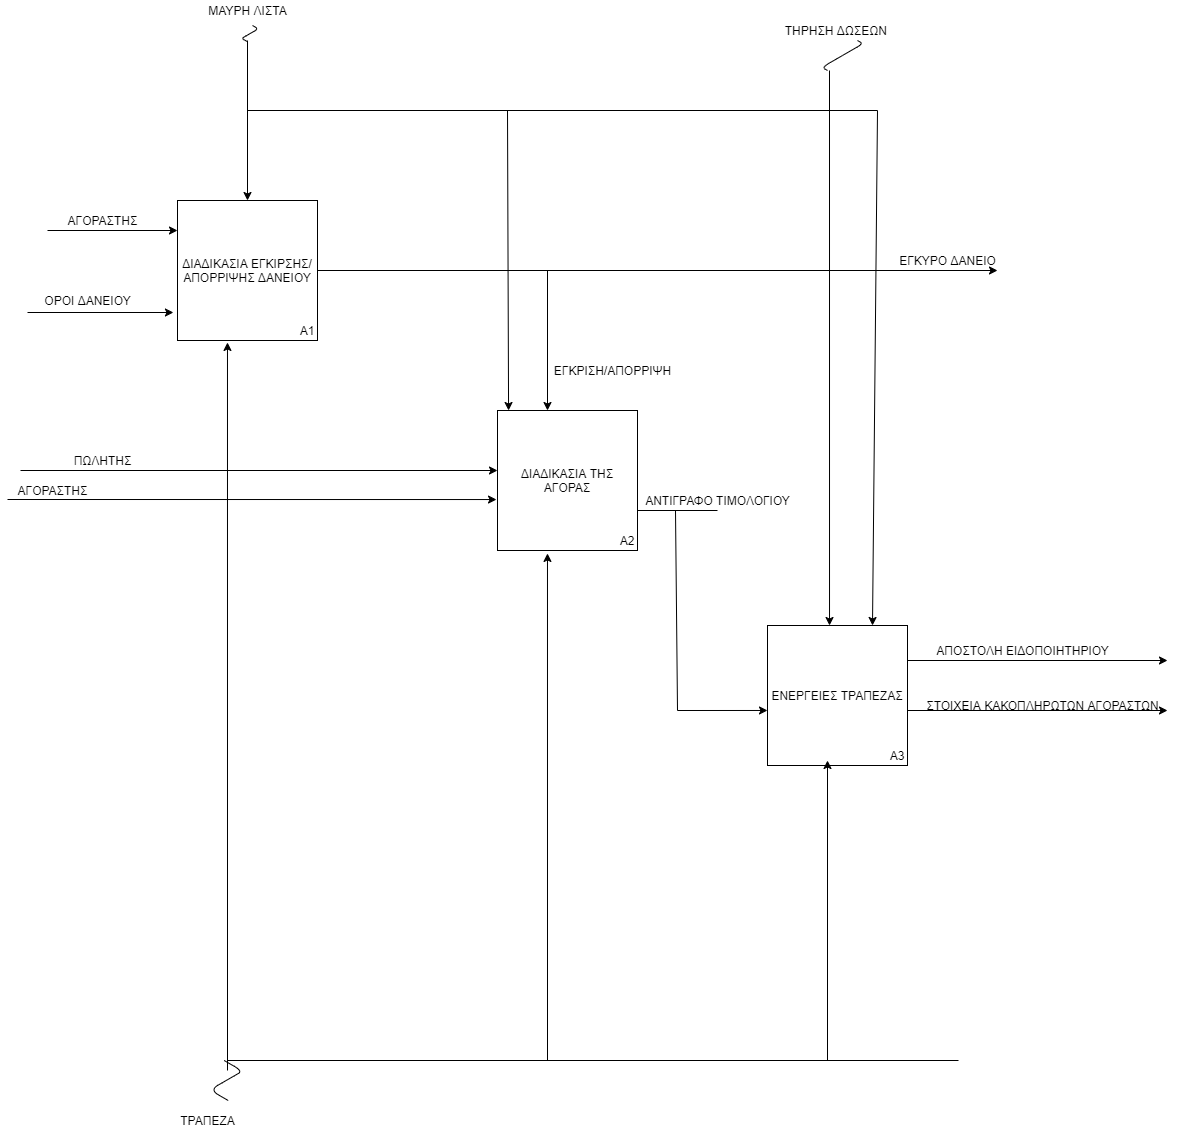 ΜΑΥΡΗ ΛΙΣΤΑ
ΤΗΡΗΣΗ ΔΩΣΕΩΝ
ΑΓΟΡΑΣΤΗΣ
ΟΡΟΙ ΔΑΝΕΙΟΥ
ΔΙΑΔΙΚΑΣΙΑ ΕΓΚΙΡΣΗΣ/
ΑΠΟΡΡΙΨΗΣ ΔΑΝΕΙΟΥ
A1
ΕΓΚΥΡΟ ΔΑΝΕΙΟ
ΕΓΚΡΙΣΗ/ΑΠΟΡΡΙΨΗ
ΠΩΛΗΤΗΣ
ΑΓΟΡΑΣΤΗΣ
ΔΙΑΔΙΚΑΣΙΑ ΤΗΣ
ΑΓΟΡΑΣ
A2
ΑΝΤΙΓΡΑΦΟ ΤΙΜΟΛΟΓΙΟΥ
ΕΝΕΡΓΕΙΕΣ ΤΡΑΠΕΖΑΣ
A3
ΑΠΟΣΤΟΛΗ ΕΙΔΟΠΟΙΗΤΗΡΙΟΥ
ΣΤΟΙΧΕΙΑ ΚΑΚΟΠΛΗΡΩΤΩΝ ΑΓΟΡΑΣΤΩΝ
ΤΡΑΠΕΖΑ